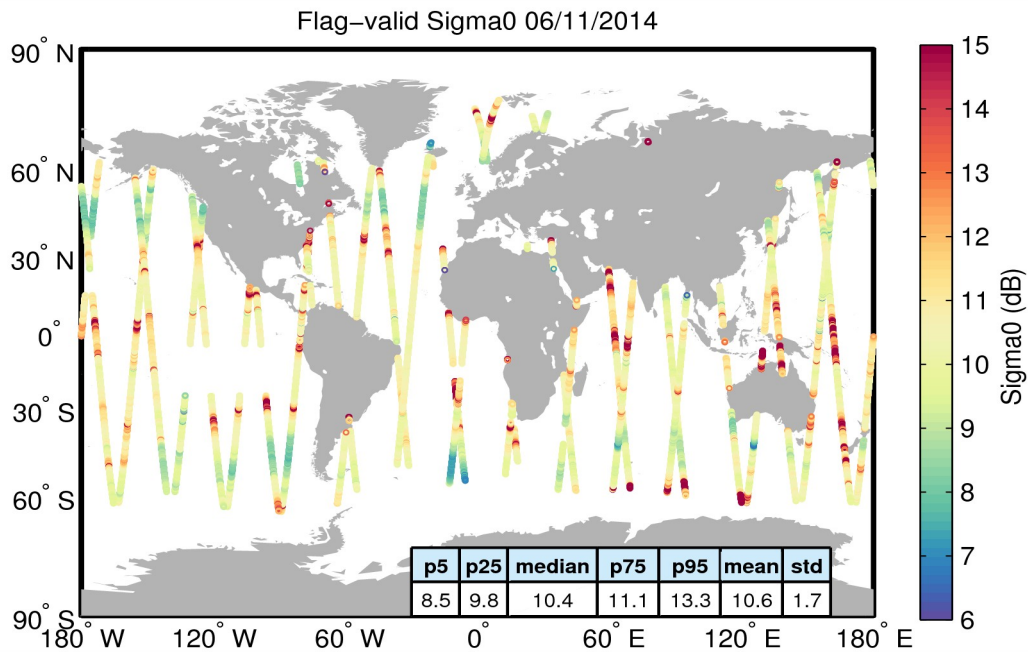 Flag-valid Sigma0 06/11/2014
90° N
60° N
30° N
0°
30° S
60° S
90° S
180° W
120° W
60° W
0°
60° E
120° E
180° E
p5 p25 median p75 p95 mean std
8.5 9.8 10.4 11.1 13.3 10.6 1.7
15
14
13
12
11
10
9
8
7
6
Sigma0 (dB)